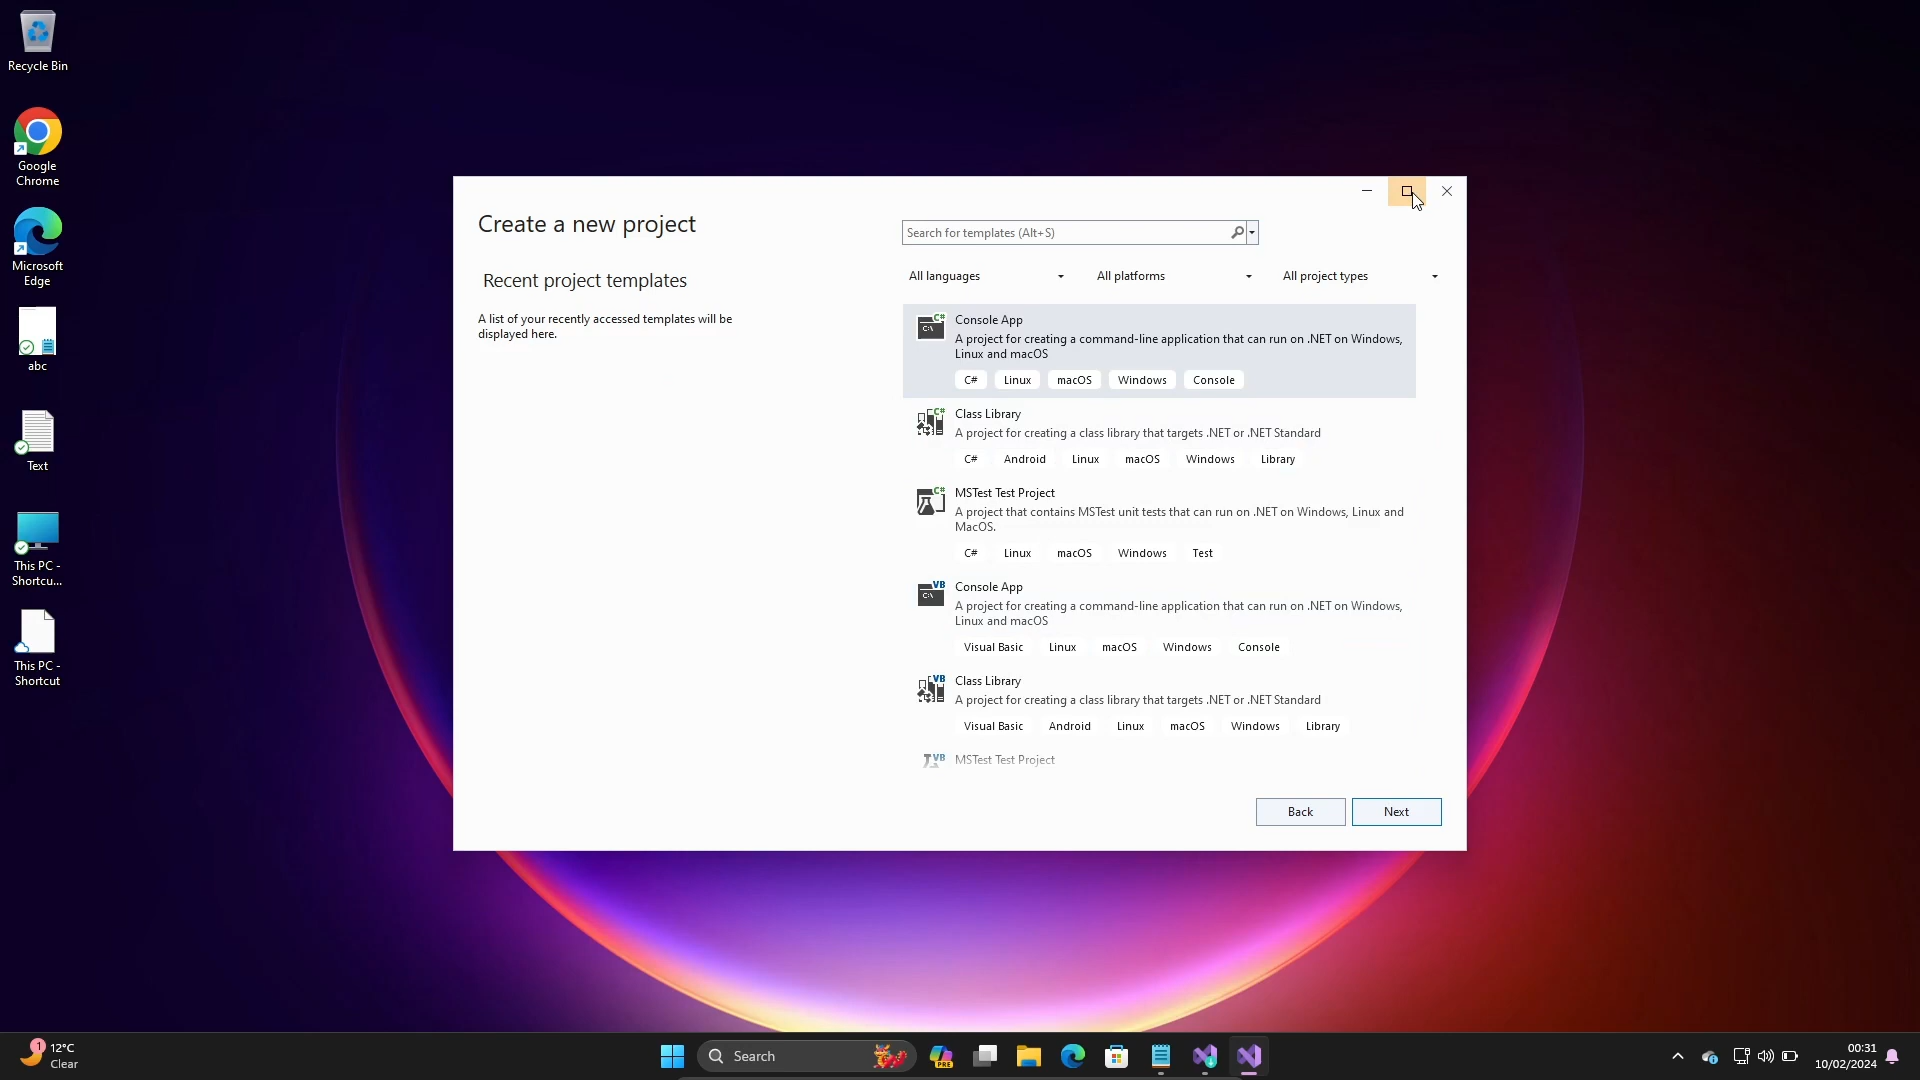 Recycle Bin
Google
Chrome
Microsoft
Edge
abc
Text
This PC -
Shortcu...
This PC -
Shortcut
Create a new project
Recent project templates
A list of your recently accessed templates will be
displayed here.
Search for templates (Alt+S)
All languages All platforms All project types
C# Console App
C:\ A project for creating a command-line application that can run on .NET on Windows,
Linux and macOS
C# Linux macOS Windows Console
C# Class Library
A project for creating a class library that targets .NET or .NET Standard
C# Android Linux macOS Windows Library
C# MSTest Test Project
A project that contains MSTest unit tests that can run on .NET on Windows, Linux and
MacOS.
C# Linux macOS Windows Test
VB Console App
C:\ A project for creating a command-line application that can run on .NET on Windows,
Linux and macOS
Visual Basic Linux macOS Windows Console
VB Class Library
A project for creating a class library that targets .NET or .NET Standard
Visual Basic Android Linux macOS Windows Library
VB MSTest Test Project
Back Next
1 12°C
Clear
Search
PRE
00:31
10/02/2024